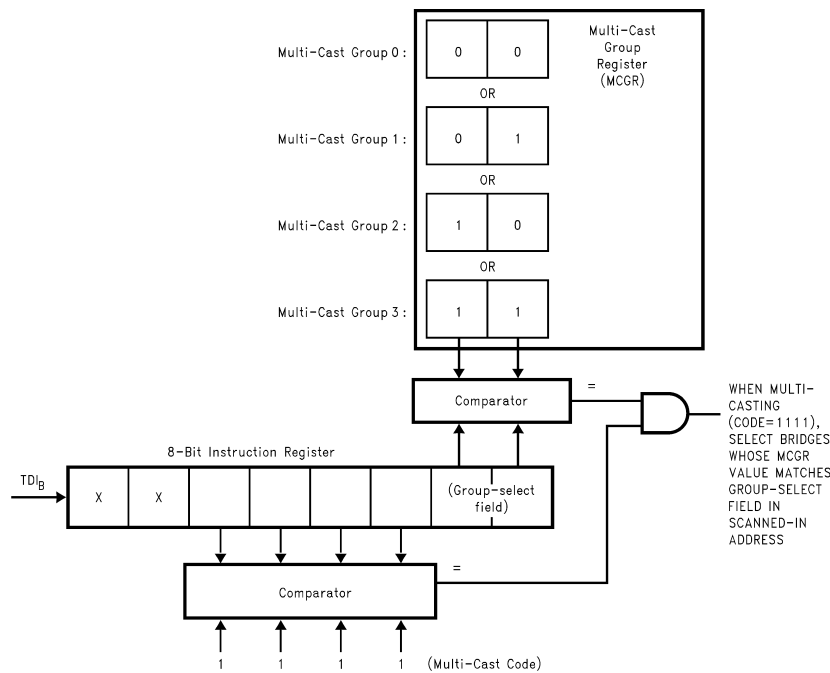 Multi-Cast Group 0 :
0 0
Multi-Cast
Group
Register
(MCGR)
OR
Multi-Cast Group 1 :
0 1
OR
Multi-Cast Group 2 :
1 0
OR
Multi-Cast Group 3 :
1 1
Comparator
=
WHEN MULTI-
CASTING
(CODE=1111),
SELECT BRIDGES
WHOSE MCGR
VALUE MATCHES
GROUP-SELECT
FIELD IN
SCANNED-IN
ADDRESS
8-Bit Instruction Register
TDIB
X X
(Group-select
field)
Comparator
=
1 1 1 1 (Multi-Cast Code)